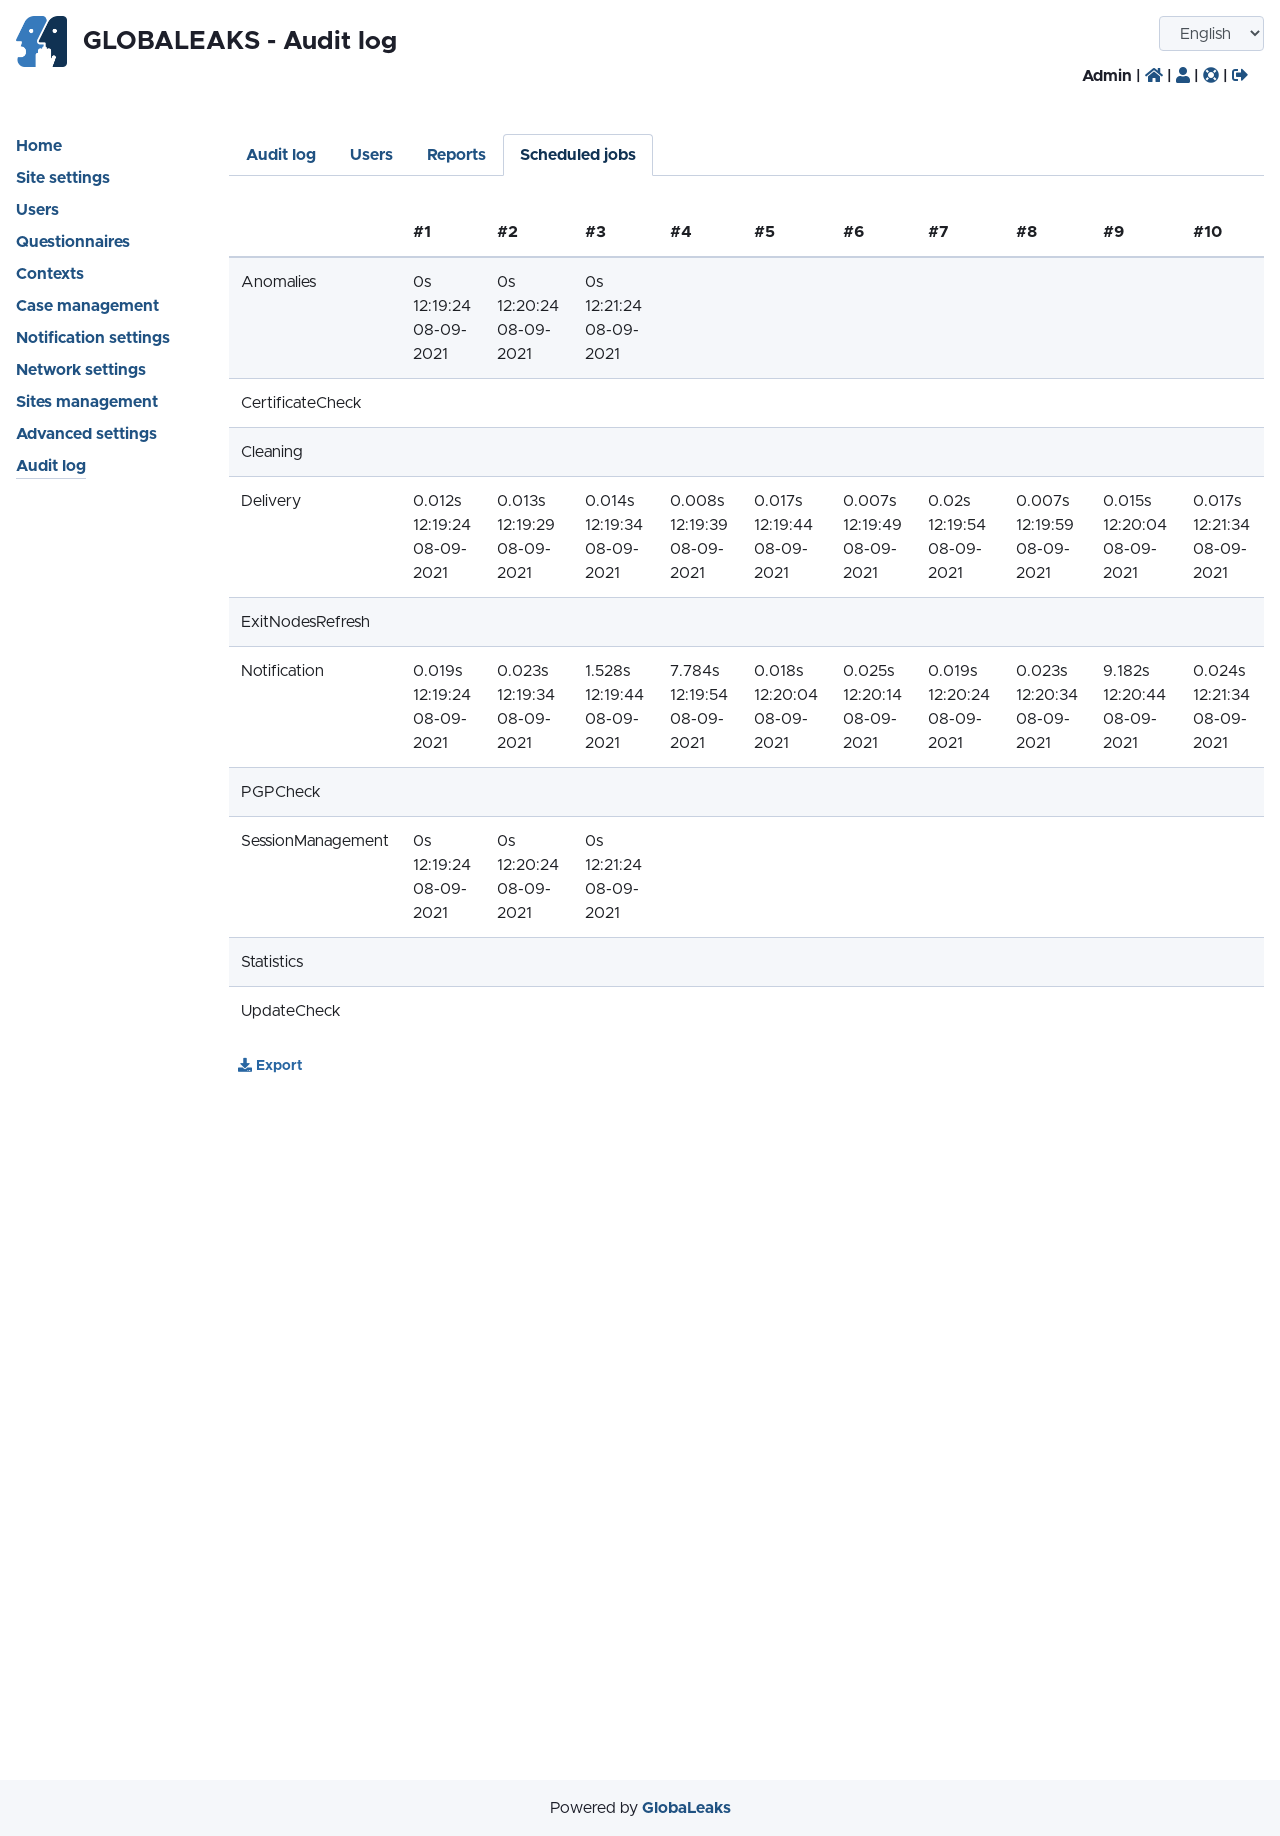 GLOBALEAKS - Audit log
English
Admin | | | |
Home
Site settings
Users
Questionnaires
Contexts
Case management
Notification settings
Network settings
Sites management
Advanced settings
Audit log
Audit log Users Reports Scheduled jobs
#1 #2 #3 #4 #5 #6 #7 #8 #9 #10
Anomalies 0s 0s 0s
12:19:24 12:20:24 12:21:24
08-09- 08-09- 08-09-
2021 2021 2021
CertificateCheck
Cleaning
Delivery 0.012s 0.013s 0.014s 0.008s 0.017s 0.007s 0.02s 0.007s 0.015s 0.017s
12:19:24 12:19:29 12:19:34 12:19:39 12:19:44 12:19:49 12:19:54 12:19:59 12:20:04 12:21:34
08-09- 08-09- 08-09- 08-09- 08-09- 08-09- 08-09- 08-09- 08-09- 08-09-
2021 2021 2021 2021 2021 2021 2021 2021 2021 2021
ExitNodesRefresh
Notification 0.019s 0.023s 1.528s 7.784s 0.018s 0.025s 0.019s 0.023s 9.182s 0.024s
12:19:24 12:19:34 12:19:44 12:19:54 12:20:04 12:20:14 12:20:24 12:20:34 12:20:44 12:21:34
08-09- 08-09- 08-09- 08-09- 08-09- 08-09- 08-09- 08-09- 08-09- 08-09-
2021 2021 2021 2021 2021 2021 2021 2021 2021 2021
PGPCheck
SessionManagement 0s 0s 0s
12:19:24 12:20:24 12:21:24
08-09- 08-09- 08-09-
2021 2021 2021
Statistics
UpdateCheck
Export
Powered by GlobaLeaks